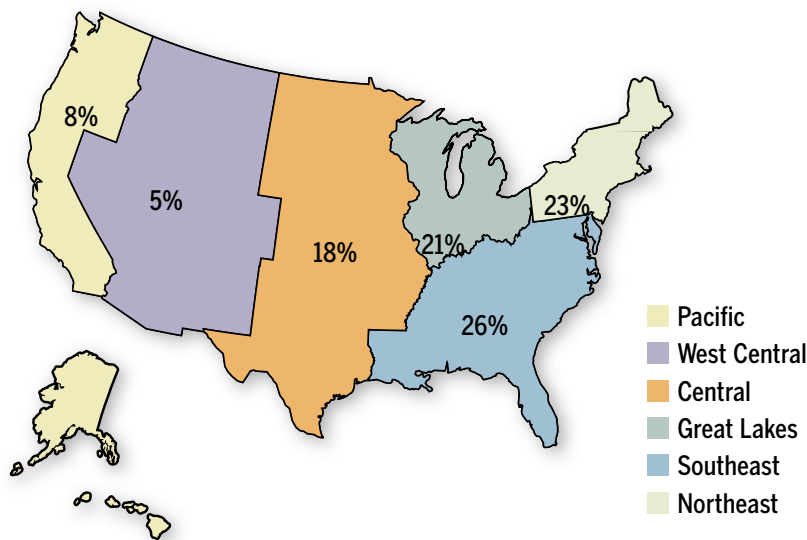 8%
5%
18%
21%
23%
26%
Pacific
West Central
Central
Great Lakes
Southeast
Northeast